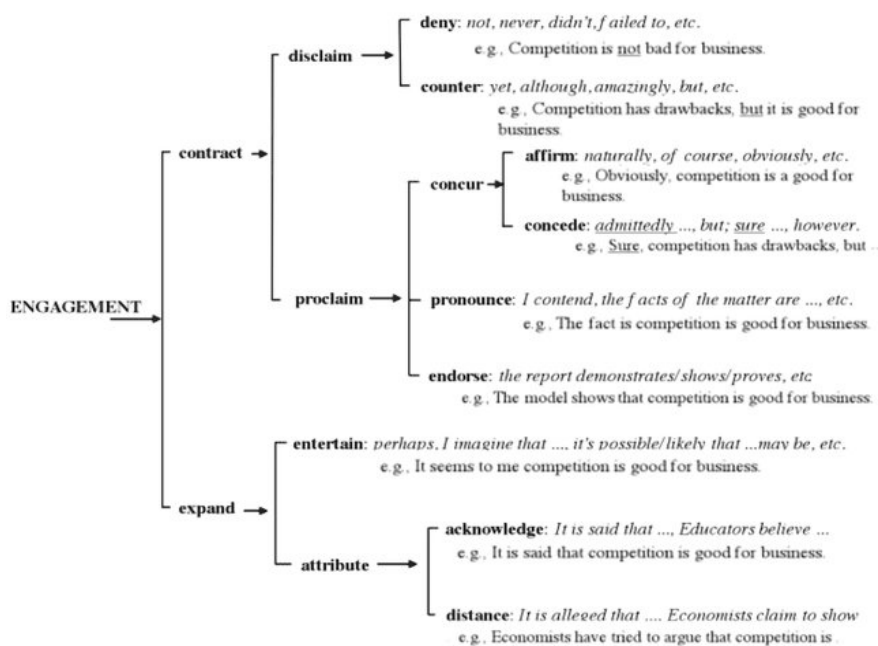 deny: not, never, didn't, failed to, etc.
e.g., Competition is not bad for business.
disclaim
counter: yet, although, amazingly, but, etc.
e.g., Competition has drawbacks, but it is good for
business.
contract
affirm: naturally, of course, obviously, etc.
e.g., Obviously, competition is a good for
business.
concur
concede: admittedly ..., but; sure ..., however.
e.g., Sure, competition has drawbacks, but ..
proclaim
pronounce: I contend, the facts of the matter are ..., etc.
e.g., The fact is competition is good for business.
ENGAGEMENT
endorse: the report demonstrates/shows/proves, etc
e.g., The model shows that competition is good for business.
entertain: perhaps, I imagine that ...., it's possible/likely that ...may be, etc.
e.g., It seems to me competition is good for business.
expand
acknowledge: It is said that ..., Educators believe ...
e.g., It is said that competition is good for business.
attribute
distance: It is alleged that .... Economists claim to show
e.g., Economists have tried to argue that competition is .